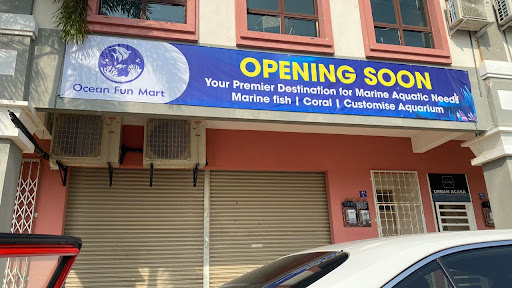 OPENING SOON
Your Premier Destination for Marine Aquatic Needs
Marine fish | Coral | Customise Aquarium
Ocean Fun Mart
URBAN ACASA